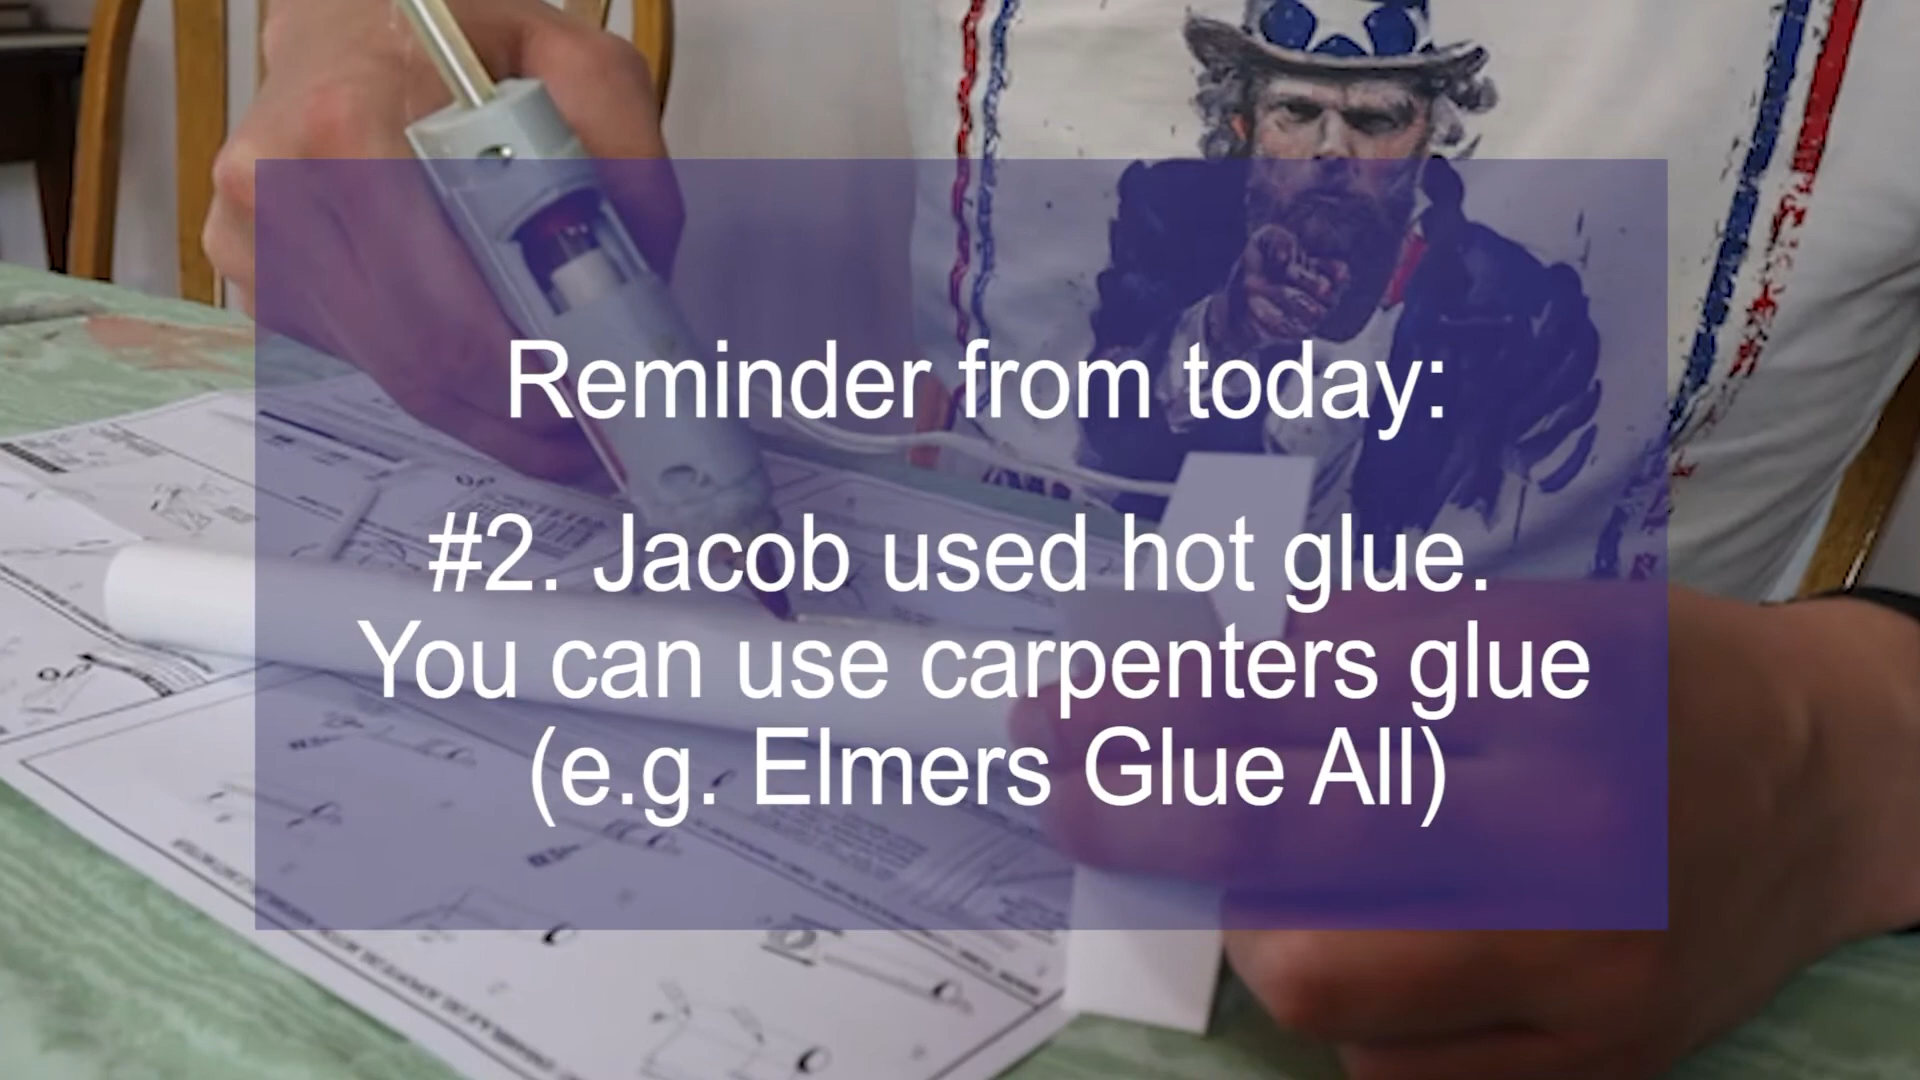 Reminder from today:
#2. Jacob used hot glue.
You can use carpenters glue
(e.g. Elmers Glue All)